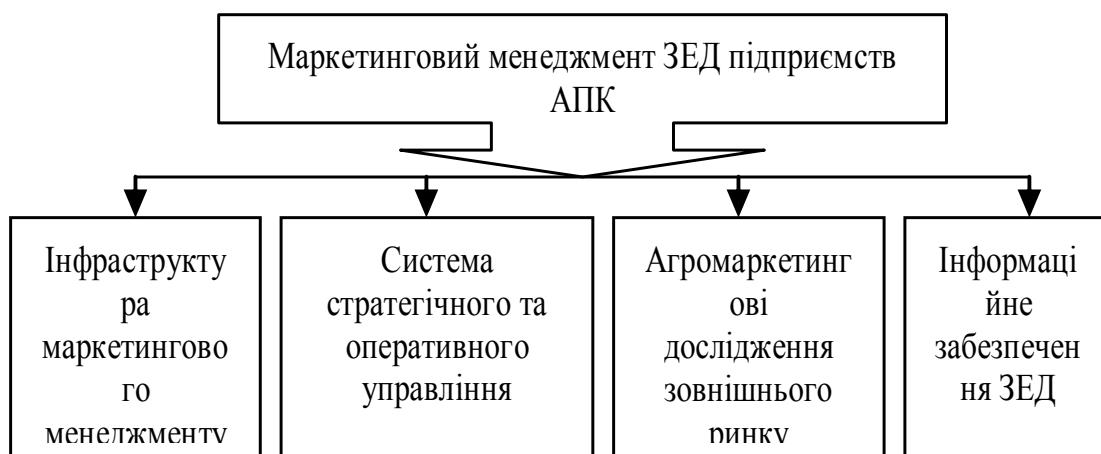 Маркетинговий менеджмент ЗЕД підприємств
АПК
Інфраструкту
ра
маркетингово
го
менеджменту
Система
стратегічного та
оперативного
управління
Агромаркетинг
ові
дослідження
зовнішнього
ринку
Інформаці
йне
забезпечен
ня ЗЕД